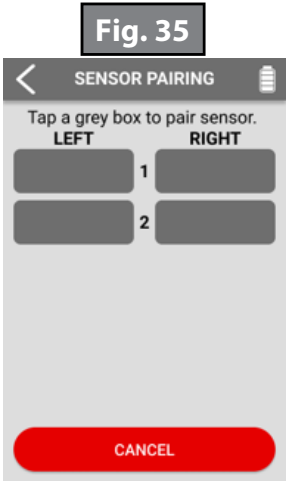 Fig. 35
SENSOR PAIRING
Tap a grey box to pair sensor.
LEFT RIGHT
1
2
CANCEL